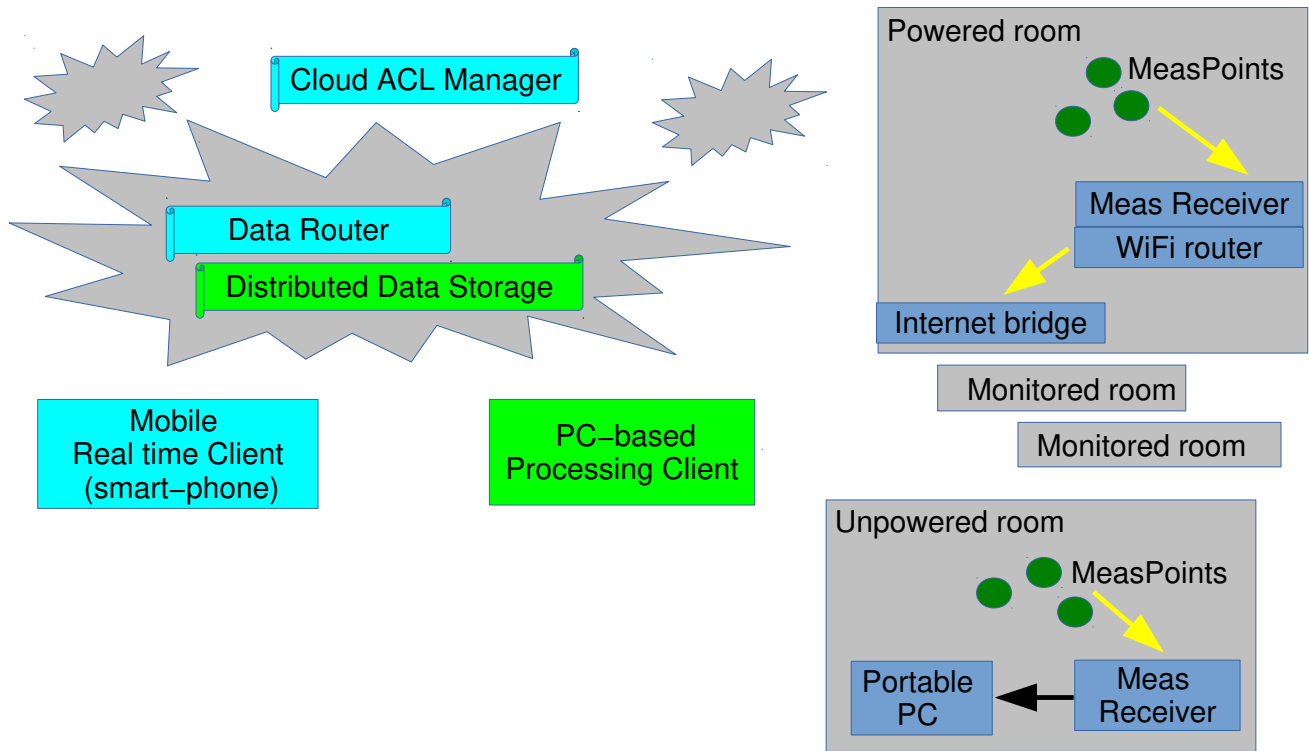 Cloud ACL Manager
Data Router
Distributed Data Storage
Mobile
Real time Client
(smart−phone)
PC−based
Processing Client
Powered room
MeasPoints
Meas Receiver
WiFi router
Internet bridge
Monitored room
Monitored room
Unpowered room
MeasPoints
Portable
PC
Meas
Receiver